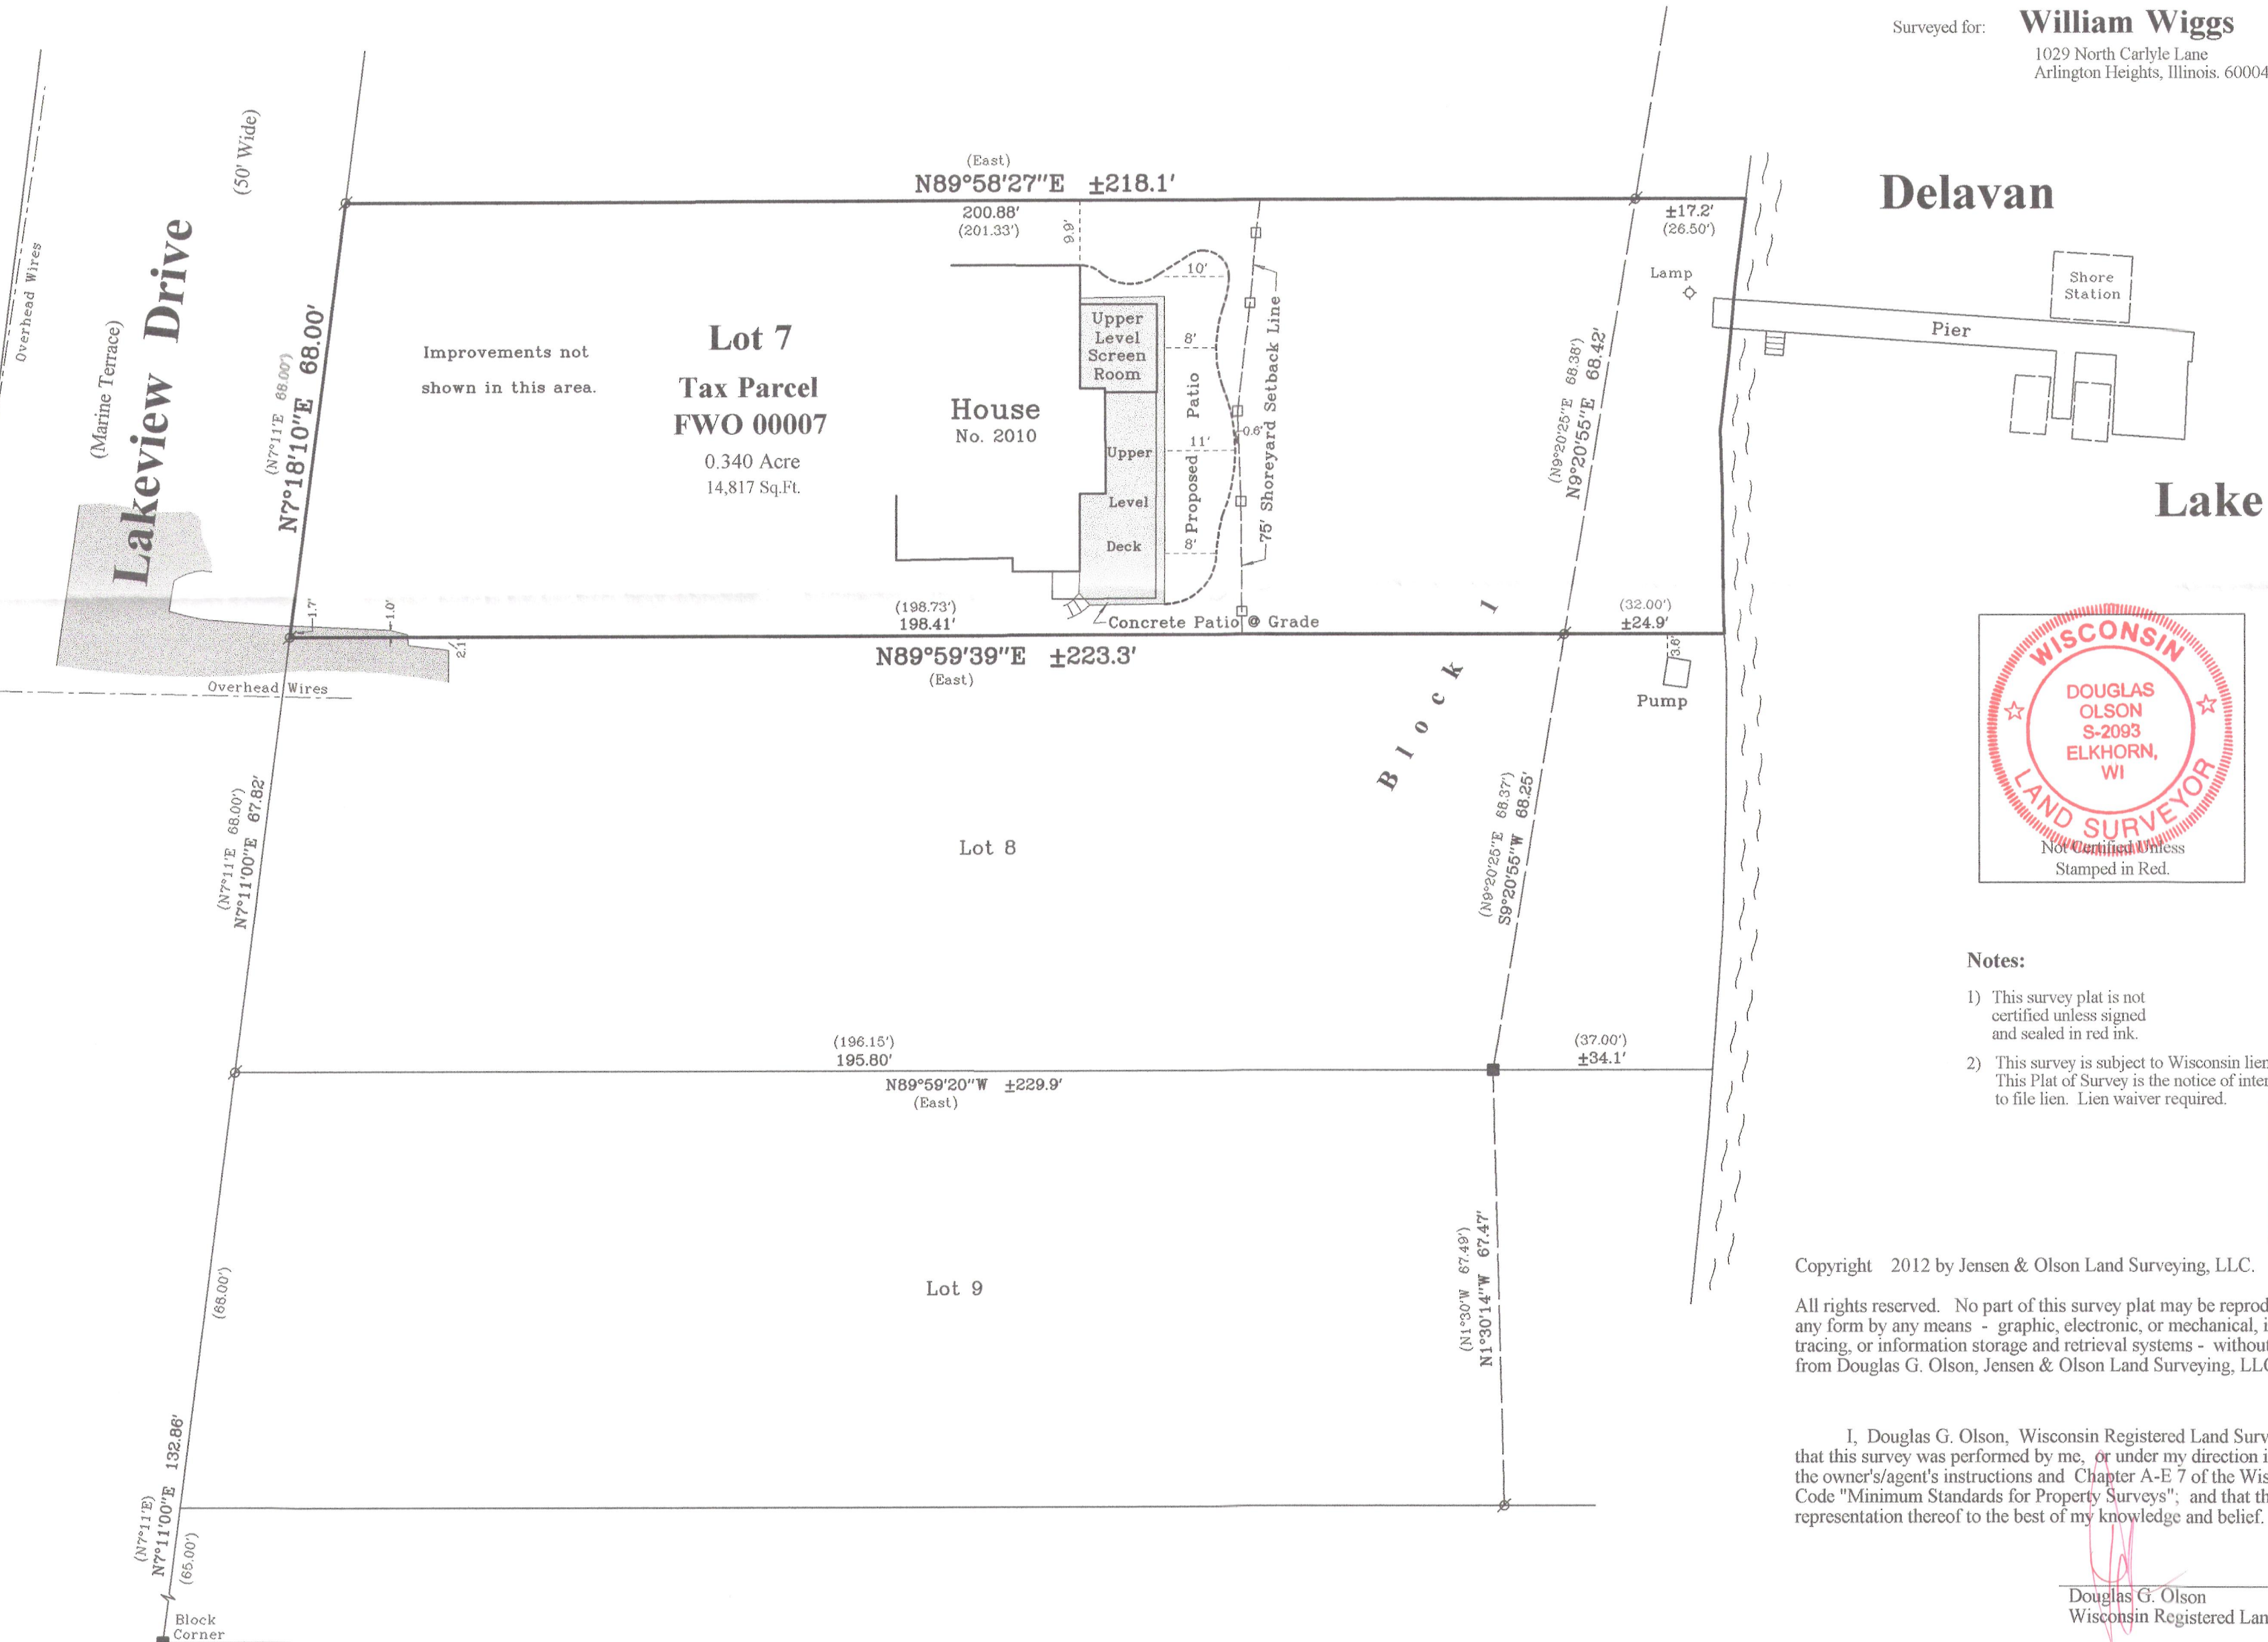 Surveyed for: William Wiggs
1029 North Carlyle Lane
Arlington Heights, Illinois. 60004
Overhead Wires
(50' Wide)
Lakeview Drive
(Marine Terrace)
(N7°11'E 68.00')
N7°18'10"E 68.00'
(East)
N89°58'27"E ±218.1'
200.88'
(201.33')
9.9'
±17.2'
(26.50')
Delavan
Lake
Lamp
Shore
Station
Pier
Improvements not
shown in this area.
Lot 7
Tax Parcel
FWO 00007
0.340 Acre
14,817 Sq.Ft.
House
No. 2010
Upper
Level
Screen
Room
Upper
Level
Deck
10'
8'
11'
8'
Proposed Patio
0.6'
75' Shoreyard Setback Line
(N9°20'25"E 68.38')
N9°20'55"E 68.42'
1.7'
1.0'
2.1'
Overhead Wires
(198.73')
198.41'
Concrete Patio @ Grade
N89°59'39"E ±223.3'
(East)
(32.00')
±24.9'
3.6'
Pump
Block 1
WISCONSIN
DOUGLAS
OLSON
S-2093
ELKHORN,
WI
LAND SURVEYOR
Not Certified Unless
Stamped in Red.
(N7°11'E 68.00')
N7°11'00"E 67.82'
Lot 8
(N9°20'25"E 68.37')
S9°20'55"W 68.25'
(196.15')
195.80'
N89°59'20"W ±229.9'
(East)
(37.00')
±34.1'
Notes:
1) This survey plat is not
certified unless signed
and sealed in red ink.
2) This survey is subject to Wisconsin lien
This Plat of Survey is the notice of inten
to file lien. Lien waiver required.
(68.00')
Lot 9
(N1°30'W 67.49')
N1°30'14"W 67.47'
(N7°11'E)
N7°11'00"E 132.86'
(65.00')
Block
Corner
Copyright 2012 by Jensen & Olson Land Surveying, LLC.
All rights reserved. No part of this survey plat may be reprod
any form by any means - graphic, electronic, or mechanical, i
tracing, or information storage and retrieval systems - without
from Douglas G. Olson, Jensen & Olson Land Surveying, LLC
I, Douglas G. Olson, Wisconsin Registered Land Surv
that this survey was performed by me, or under my direction i
the owner's/agent's instructions and Chapter A-E 7 of the Wis
Code "Minimum Standards for Property Surveys"; and that th
representation thereof to the best of my knowledge and belief.
Douglas G. Olson
Wisconsin Registered Lan